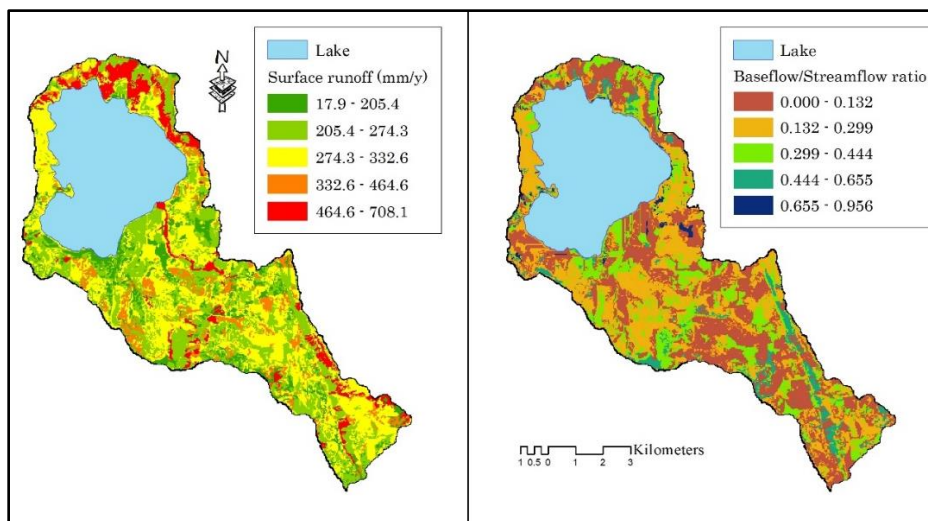 N
Lake
Surface runoff (mm/y)
17.9 - 205.4
205.4 - 274.3
274.3 - 332.6
332.6 - 464.6
464.6 - 708.1
Lake
Baseflow/Streamflow ratio
0.000 - 0.132
0.132 - 0.299
0.299 - 0.444
0.444 - 0.655
0.655 - 0.956
Kilometers
1 0.5 0 1 2 3